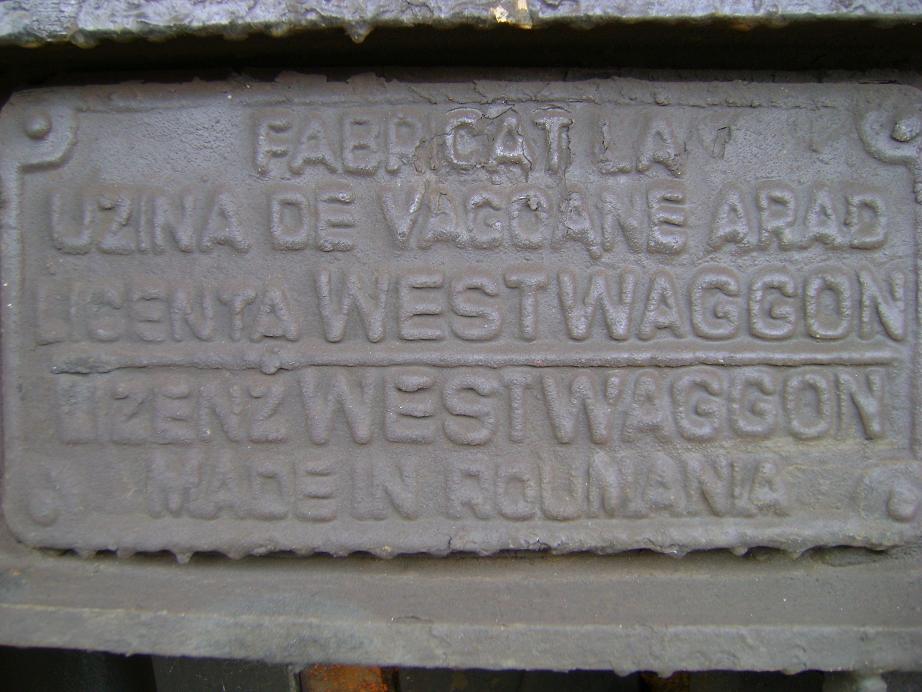 FABRICAT LA
UZINA DE VAGOANE ARAD
LICENTA WESTWAGGON
LIZENZ WESTWAGGON
MADE IN ROUMANIA